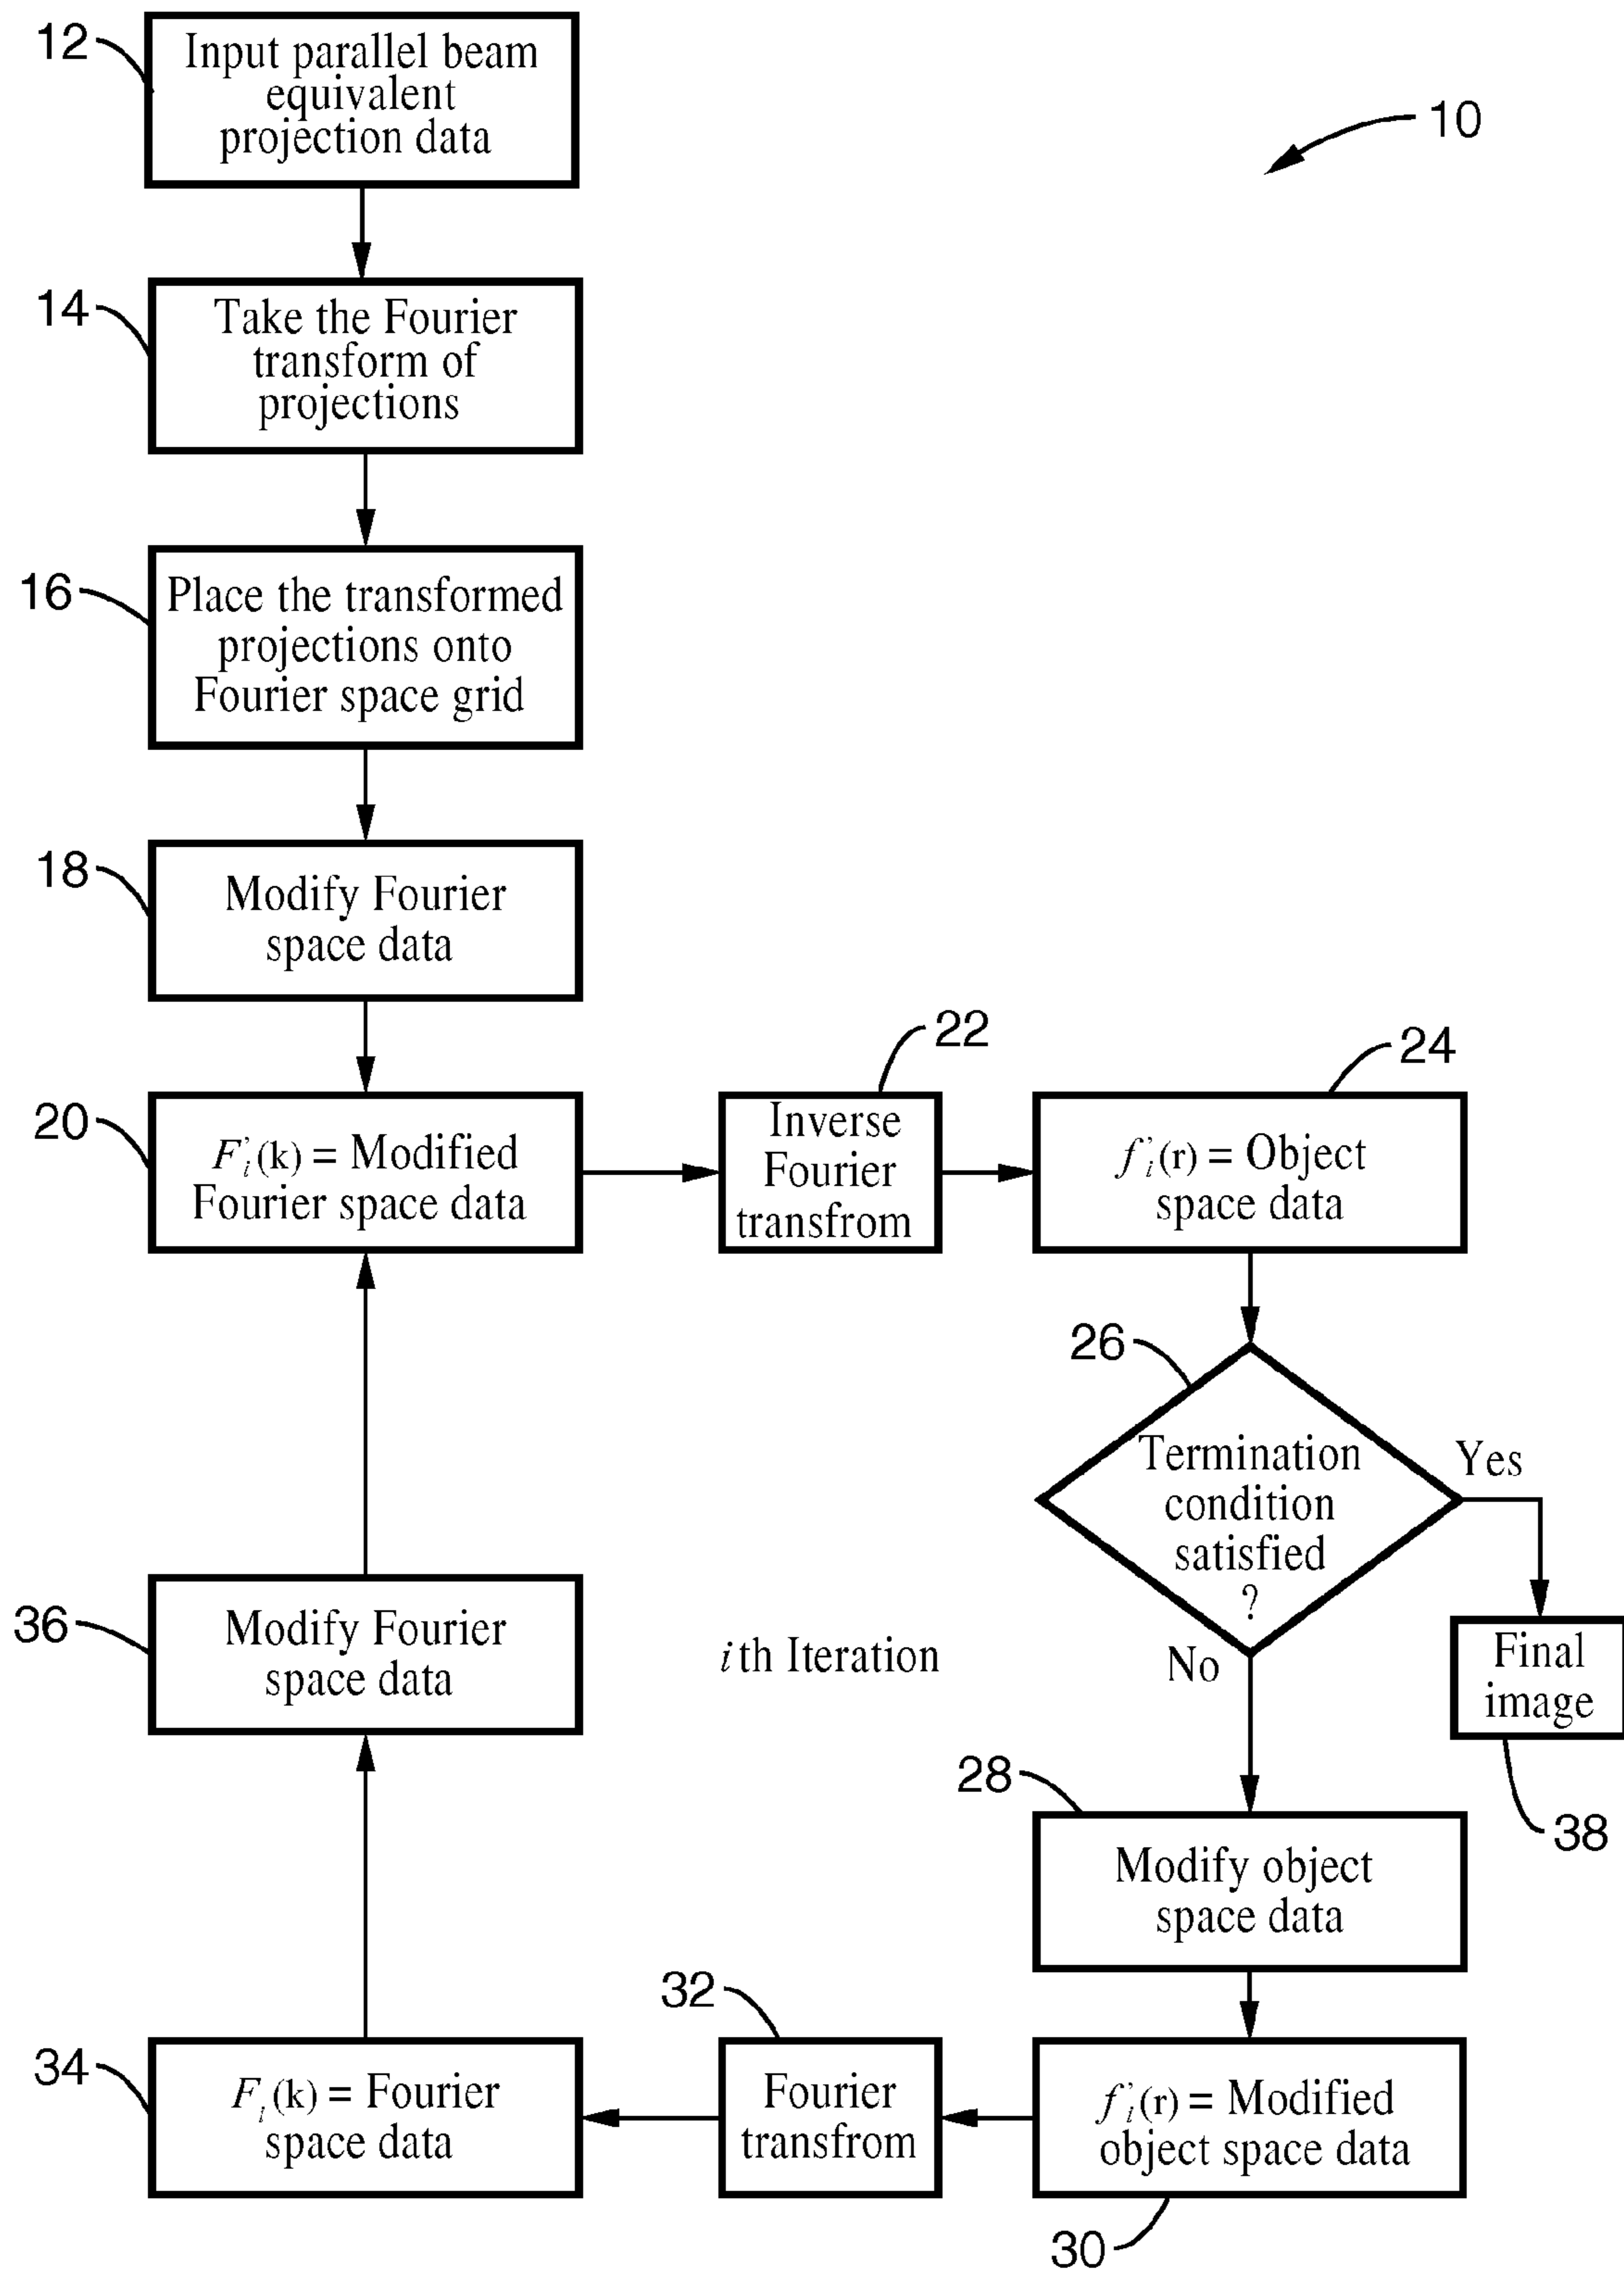 12
Input parallel beam
equivalent
projection data
10
14
Take the Fourier
transform of
projections
16
Place the transformed
projections onto
Fourier space grid
18
Modify Fourier
space data
20
F'i(k) = Modified
Fourier space data
22
Inverse
Fourier
transfrom
24
f'i(r) = Object
space data
26
Termination
condition
satisfied
?
Yes
No
Final
image
38
36
Modify Fourier
space data
ith Iteration
28
Modify object
space data
34
Fi(k) = Fourier
space data
32
Fourier
transfrom
f'i(r) = Modified
object space data
30